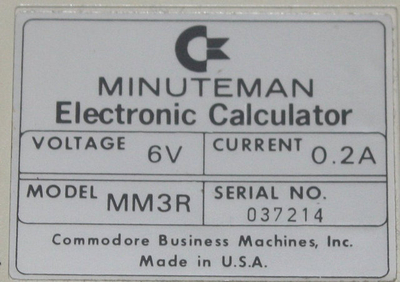 MINUTEMAN
Electronic Calculator
VOLTAGE 6V CURRENT 0.2A
MODEL MM3R SERIAL NO. 037214
Commodore Business Machines, Inc.
Made in U.S.A.